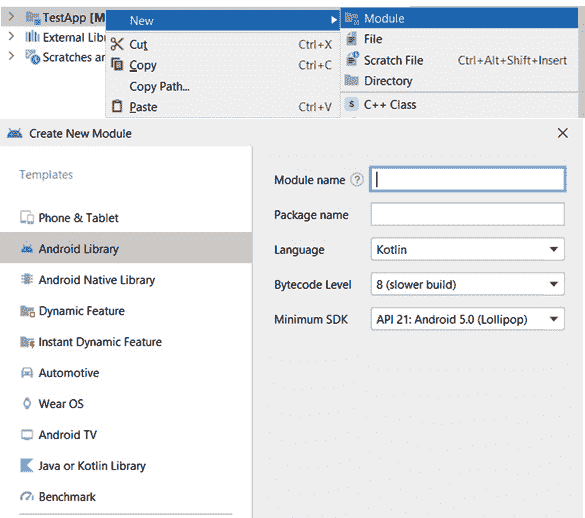 TestApp [M
New
Module
External Lib
Cut Ctrl+X
File
Scratches an
Copy Ctrl+C
Scratch File Ctrl+Alt+Shift+Insert
Copy Path...
Directory
Paste Ctrl+V
S C++ Class
Create New Module
Templates
Module name ?
Package name
Phone & Tablet
Language Kotlin
Android Library
Bytecode Level 8 (slower build)
Android Native Library
Minimum SDK API 21: Android 5.0 (Lollipop)
Dynamic Feature
Instant Dynamic Feature
Automotive
Wear OS
Android TV
Java or Kotlin Library
Benchmark